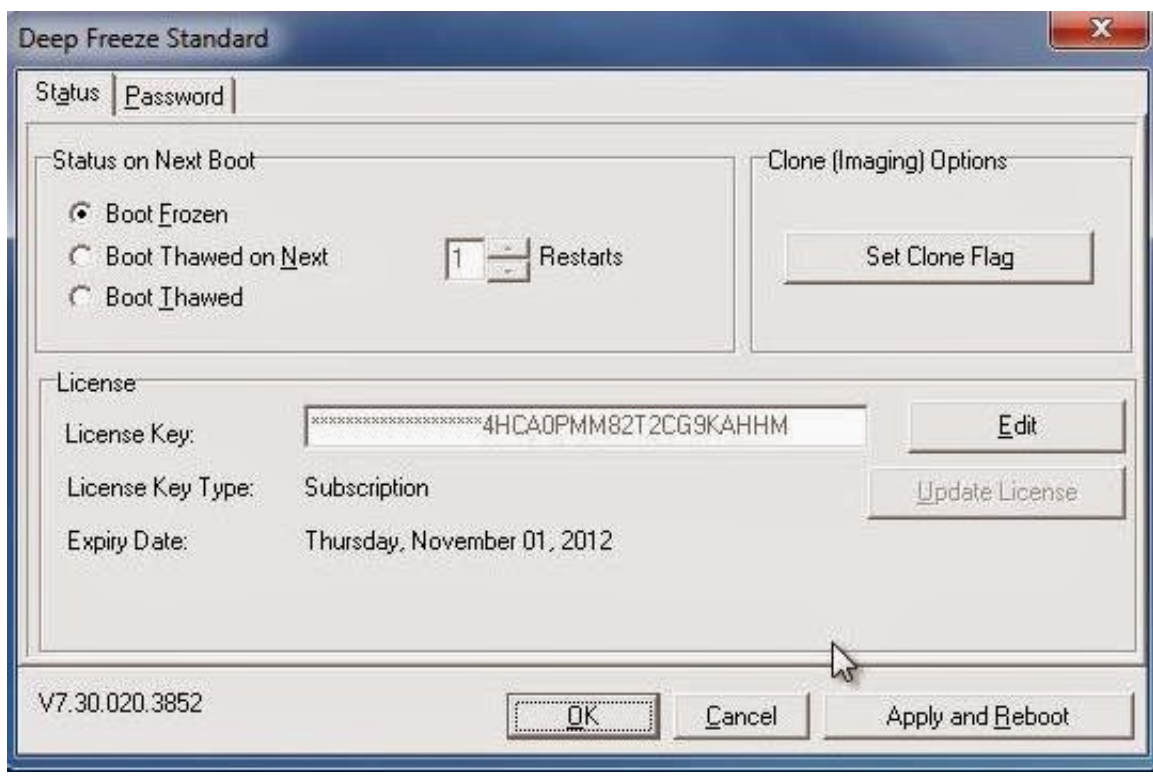 Deep Freeze Standard
Status Password
Status on Next Boot
Boot Frozen
Boot Thawed on Next 1 Restarts
Boot Thawed
Clone (Imaging) Options
Set Clone Flag
License
License Key: *******************4HCA0PMM82T2CG9KAHHM Edit
License Key Type: Subscription Update License
Expiry Date: Thursday, November 01, 2012
V7.30.020.3852 OK Cancel Apply and Reboot